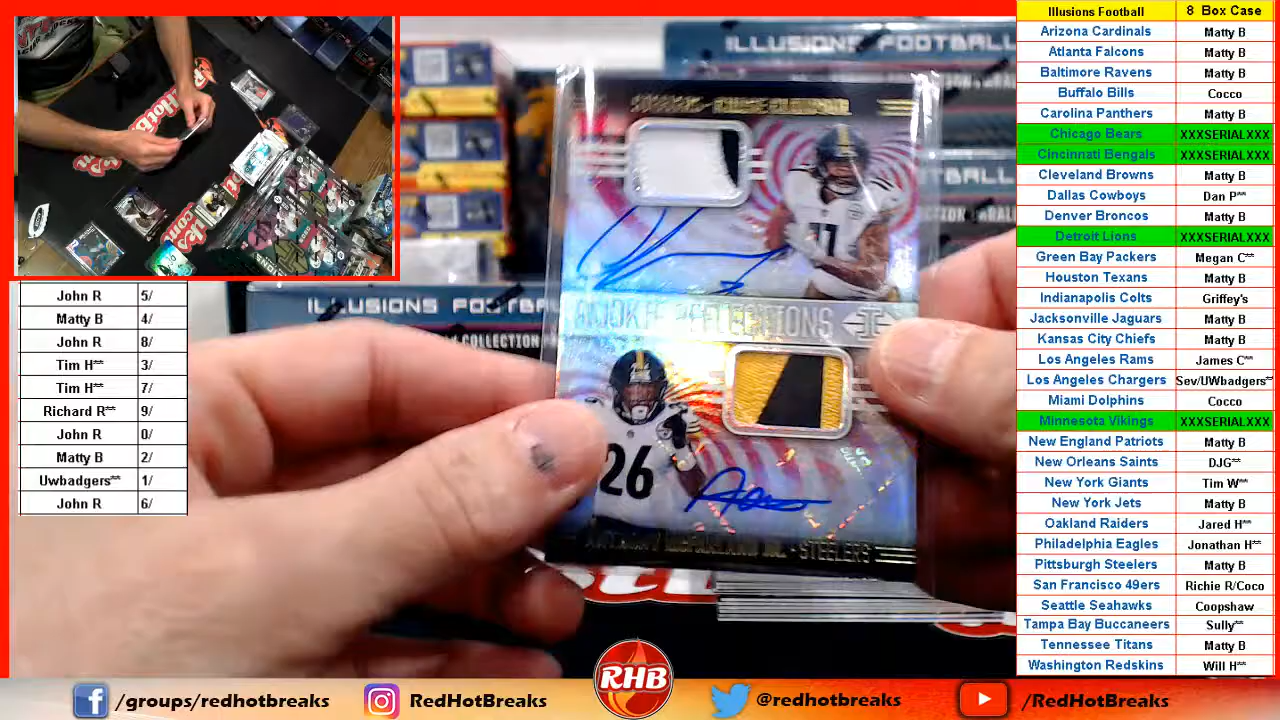 Illusions Football 8 Box Case
Arizona Cardinals Matty B
Atlanta Falcons Matty B
Baltimore Ravens Matty B
Buffalo Bills Cocco
Carolina Panthers Matty B
Chicago Bears XXXSERIALXXX
Cincinnati Bengals XXXSERIALXXX
Cleveland Browns Matty B
Dallas Cowboys Dan P**
Denver Broncos Matty B
Detroit Lions XXXSERIALXXX
Green Bay Packers Megan C**
Houston Texans Matty B
Indianapolis Colts Griffey's
Jacksonville Jaguars Matty B
Kansas City Chiefs Matty B
Los Angeles Rams James C**
Los Angeles Chargers Sev/UWbadgers**
Miami Dolphins Cocco
Minnesota Vikings XXXSERIALXXX
New England Patriots Matty B
New Orleans Saints DJG**
New York Giants Tim W**
New York Jets Matty B
Oakland Raiders Jared H**
Philadelphia Eagles Jonathan H**
Pittsburgh Steelers Matty B
San Francisco 49ers Richie R/Coco
Seattle Seahawks Coopshaw
Tampa Bay Buccaneers Sully**
Tennessee Titans Matty B
Washington Redskins Will H**
John R 5/
Matty B 4/
John R 8/
Tim H** 3/
Tim H** 7/
Richard R** 9/
John R 0/
Matty B 2/
Uwbadgers** 1/
John R 6/
ILLUSIONS FOOTBALL
ILLUSIONS FOOTBALL
COLLECTION
ROOKIE REFLECTIONS
11
26
STEELERS
RHB
/groups/redhotbreaks
RedHotBreaks
@redhotbreaks
/RedHotBreaks